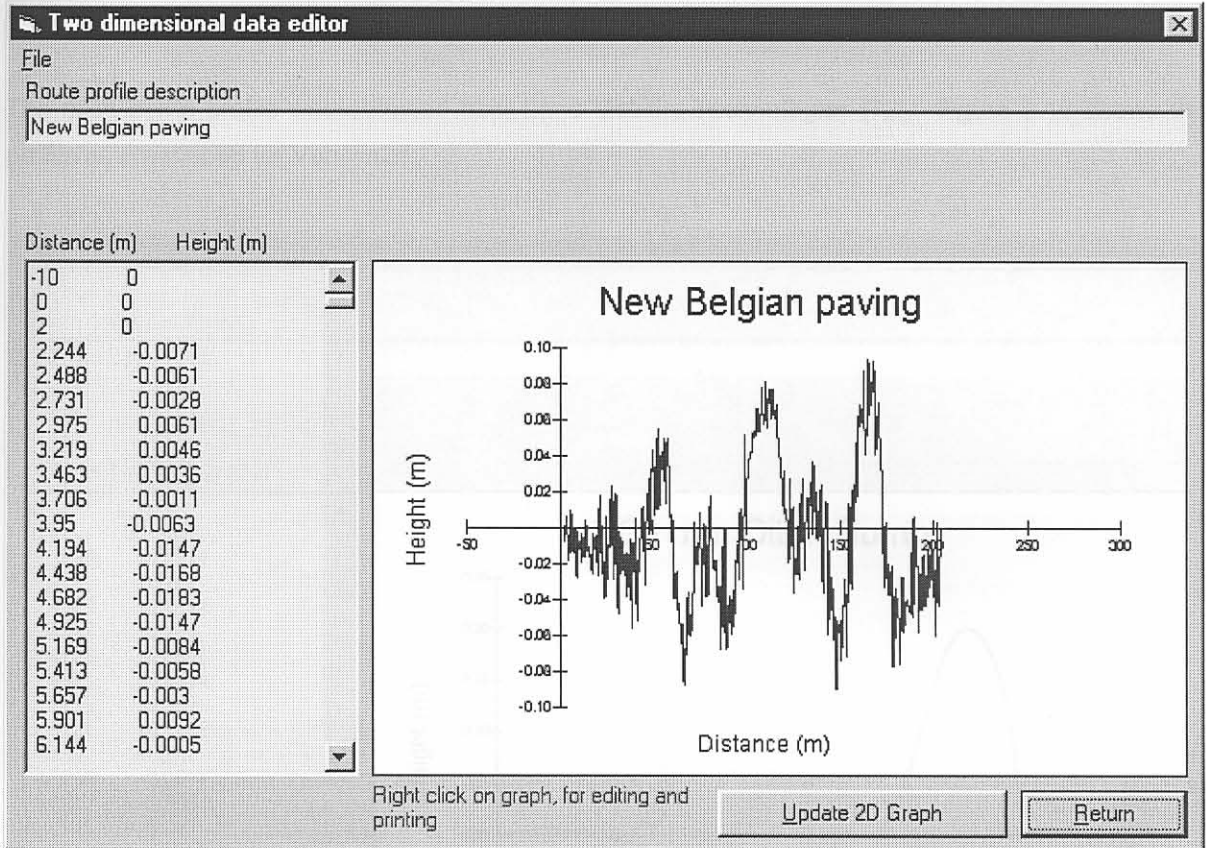 Two dimensional data editor
File
Route profile description
New Belgian paving
Distance (m) Height (m)
-10 0
0 0
2 0
2.244 -0.0071
2.488 -0.0061
2.731 -0.0028
2.975 0.0061
3.219 0.0046
3.463 0.0036
3.706 -0.0011
3.95 -0.0063
4.194 -0.0147
4.438 -0.0168
4.682 -0.0183
4.925 -0.0147
5.169 -0.0084
5.413 -0.0058
5.657 -0.003
5.901 0.0092
6.144 -0.0005
New Belgian paving
Height (m)
0.10
0.08
0.06
0.04
0.02
-0.02
-0.04
-0.06
-0.08
-0.10
-50 50 100 150 200 250 300
Distance (m)
Right click on graph, for editing and
printing
Update 2D Graph
Return